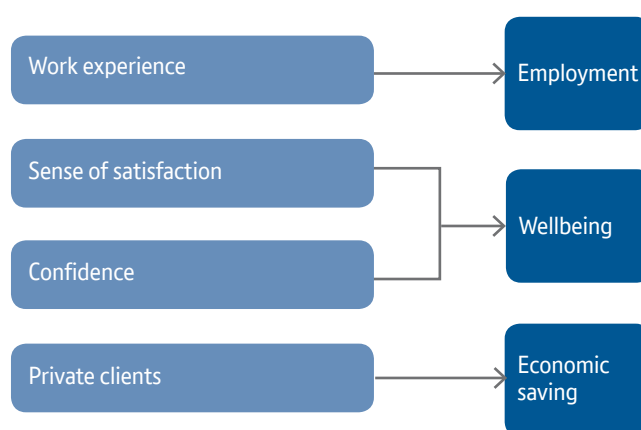 Work experience
Employment
Sense of satisfaction
Wellbeing
Confidence
Private clients
Economic
saving